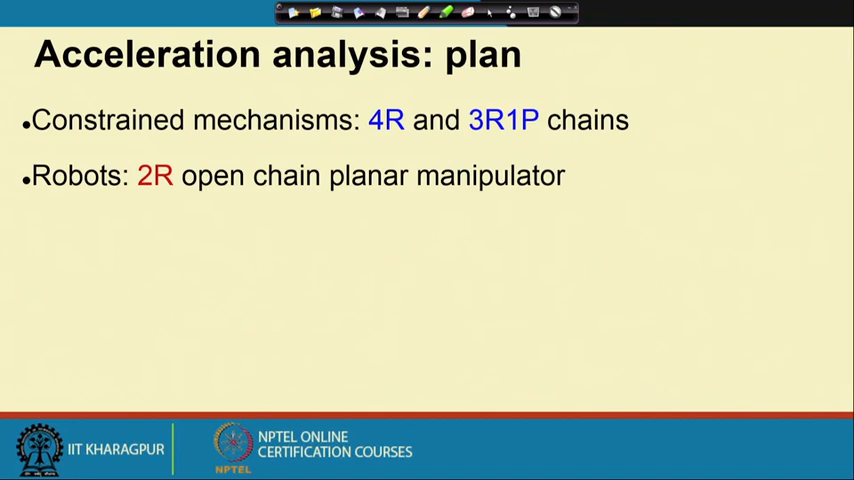 Acceleration analysis: plan
●Constrained mechanisms: 4R and 3R1P chains
●Robots: 2R open chain planar manipulator
IIT KHARAGPUR
NPTEL
NPTEL ONLINE
CERTIFICATION COURSES